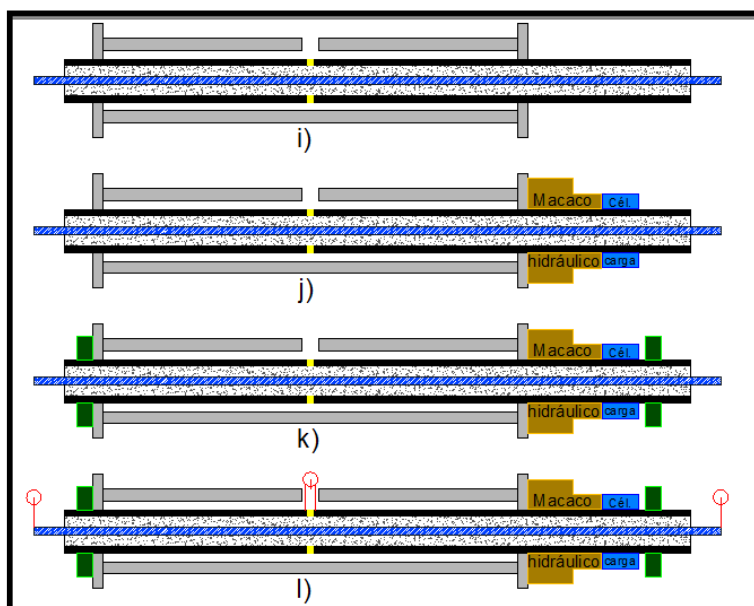 i)
Macaco Cél.
hidráulico carga
j)
Macaco Cél.
hidráulico carga
k)
Macaco Cél.
hidráulico carga
l)